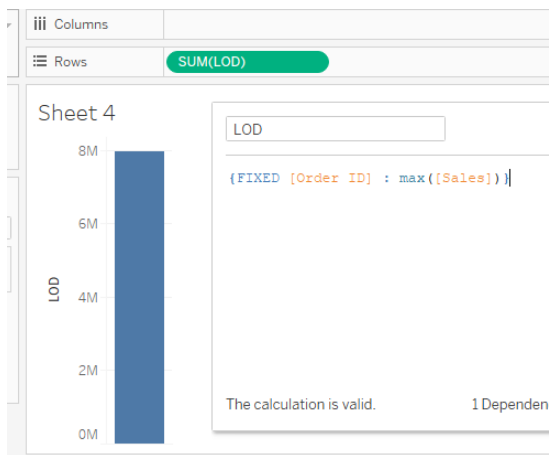 Columns
Rows
SUM(LOD)
Sheet 4
LOD
{FIXED [Order ID] : max([Sales])}
8M
6M
4M
2M
0M
LOD
The calculation is valid.
1 Dependen